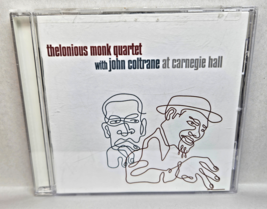 thelonious monk quartet
with john coltrane at carnegie hall